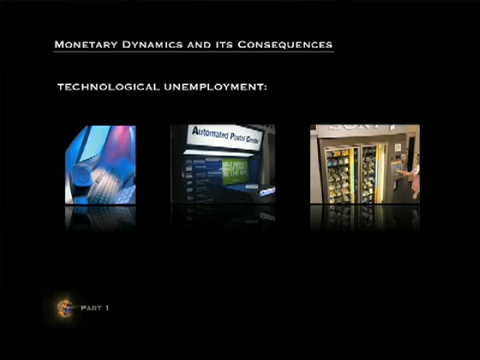 Monetary Dynamics and its Consequences
TECHNOLOGICAL UNEMPLOYMENT:
Automated Postal Center
Part 1